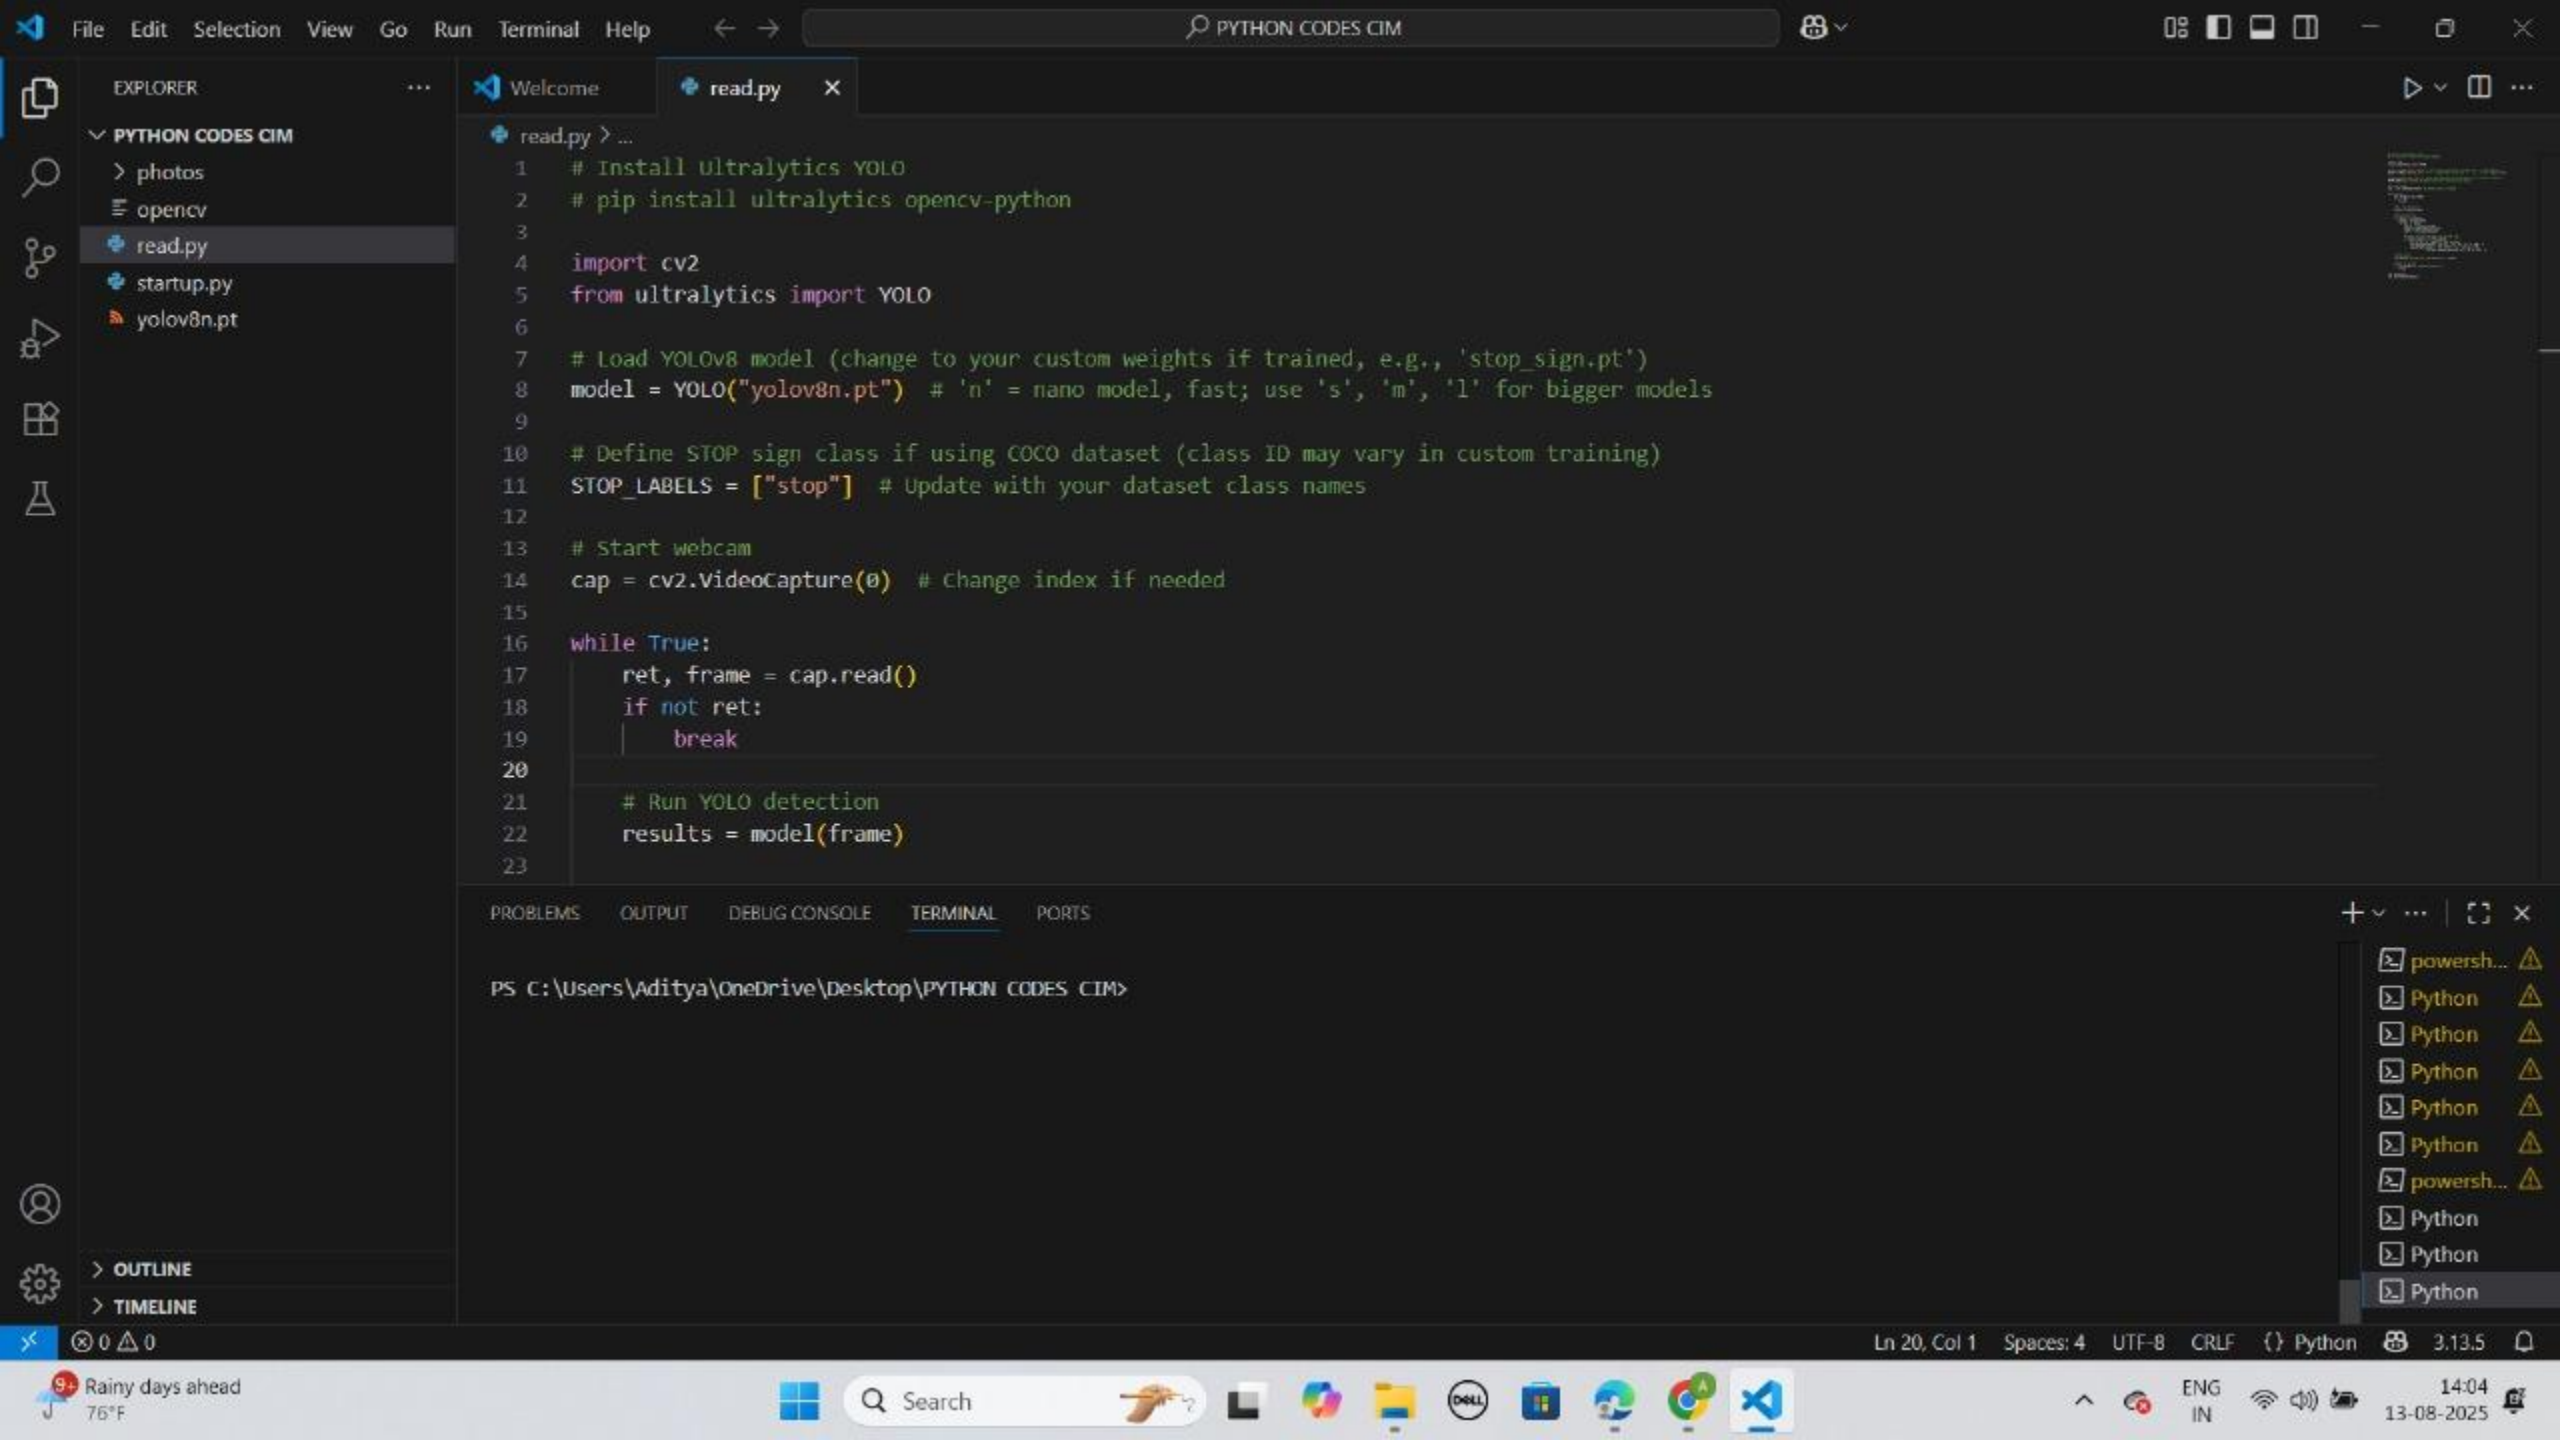 File Edit Selection View Go Run Terminal Help
PYTHON CODES CIM
EXPLORER
PYTHON CODES CIM
photos
opencv
read.py
startup.py
yolov8n.pt
OUTLINE
TIMELINE
Welcome
read.py
read.py > ...
1 # Install Ultralytics YOLO
2 # pip install ultralytics opencv-python
3
4 import cv2
5 from ultralytics import YOLO
6
7 # Load YOLOv8 model (change to your custom weights if trained, e.g., 'stop_sign.pt')
8 model = YOLO("yolov8n.pt")  # 'n' = nano model, fast; use 's', 'm', 'l' for bigger models
9
10 # Define STOP sign class if using COCO dataset (class ID may vary in custom training)
11 STOP_LABELS = ["stop"]  # Update with your dataset class names
12
13 # Start webcam
14 cap = cv2.VideoCapture(0)  # Change index if needed
15
16 while True:
17     ret, frame = cap.read()
18     if not ret:
19         break
20
21     # Run YOLO detection
22     results = model(frame)
23
PROBLEMS OUTPUT DEBUG CONSOLE TERMINAL PORTS
PS C:\Users\Aditya\OneDrive\Desktop\PYTHON CODES CIM>
powersh...
Python
Python
Python
Python
Python
powersh...
Python
Python
Python
0 0
Ln 20, Col 1 Spaces: 4 UTF-8 CRLF {} Python 3.13.5
9+
Rainy days ahead
76°F
Search
DELL
A
ENG
IN
14:04
13-08-2025